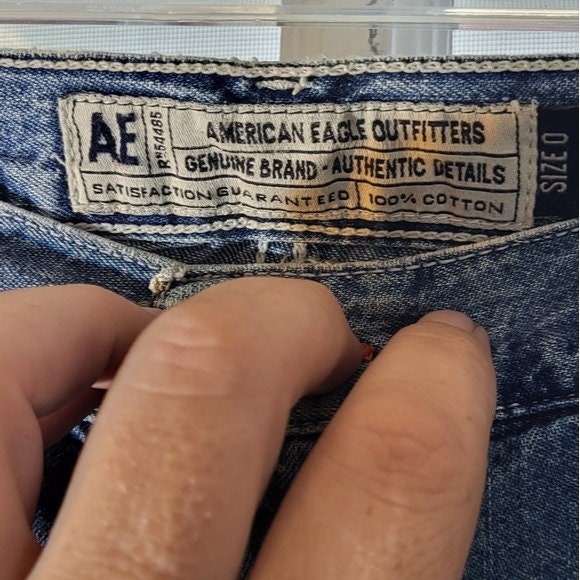 AE
RN54485
AMERICAN EAGLE OUTFITTERS
GENUINE BRAND - AUTHENTIC DETAILS
SATISFACTION GUARANTEED 100% COTTON
SIZE 0